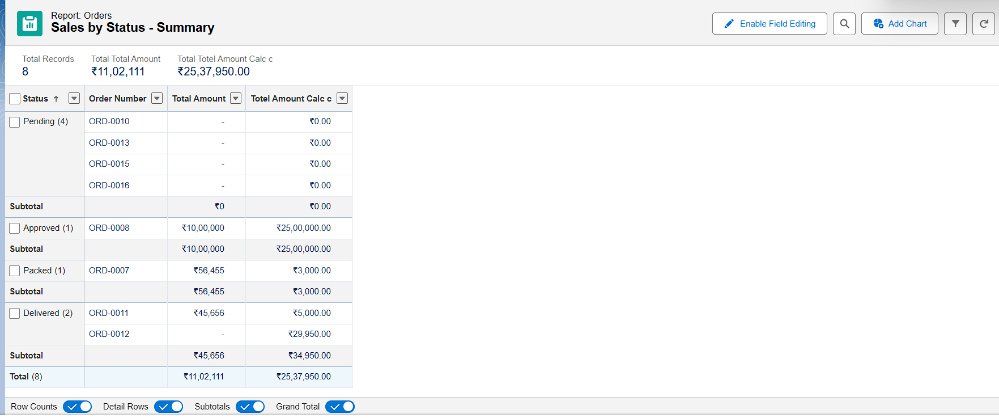 Report: Orders
Sales by Status - Summary
Enable Field Editing
Add Chart
Total Records Total Total Amount Total Totel Amount Calc c
8 ₹11,02,111 ₹25,37,950.00
Status ↑ Order Number Total Amount Totel Amount Calc c
Pending (4) ORD-0010 - ₹0.00
ORD-0013 - ₹0.00
ORD-0015 - ₹0.00
ORD-0016 - ₹0.00
Subtotal ₹0 ₹0.00
Approved (1) ORD-0008 ₹10,00,000 ₹25,00,000.00
Subtotal ₹10,00,000 ₹25,00,000.00
Packed (1) ORD-0007 ₹56,455 ₹3,000.00
Subtotal ₹56,455 ₹3,000.00
Delivered (2) ORD-0011 ₹45,656 ₹5,000.00
ORD-0012 - ₹29,950.00
Subtotal ₹45,656 ₹34,950.00
Total (8) ₹11,02,111 ₹25,37,950.00
Row Counts Detail Rows Subtotals Grand Total